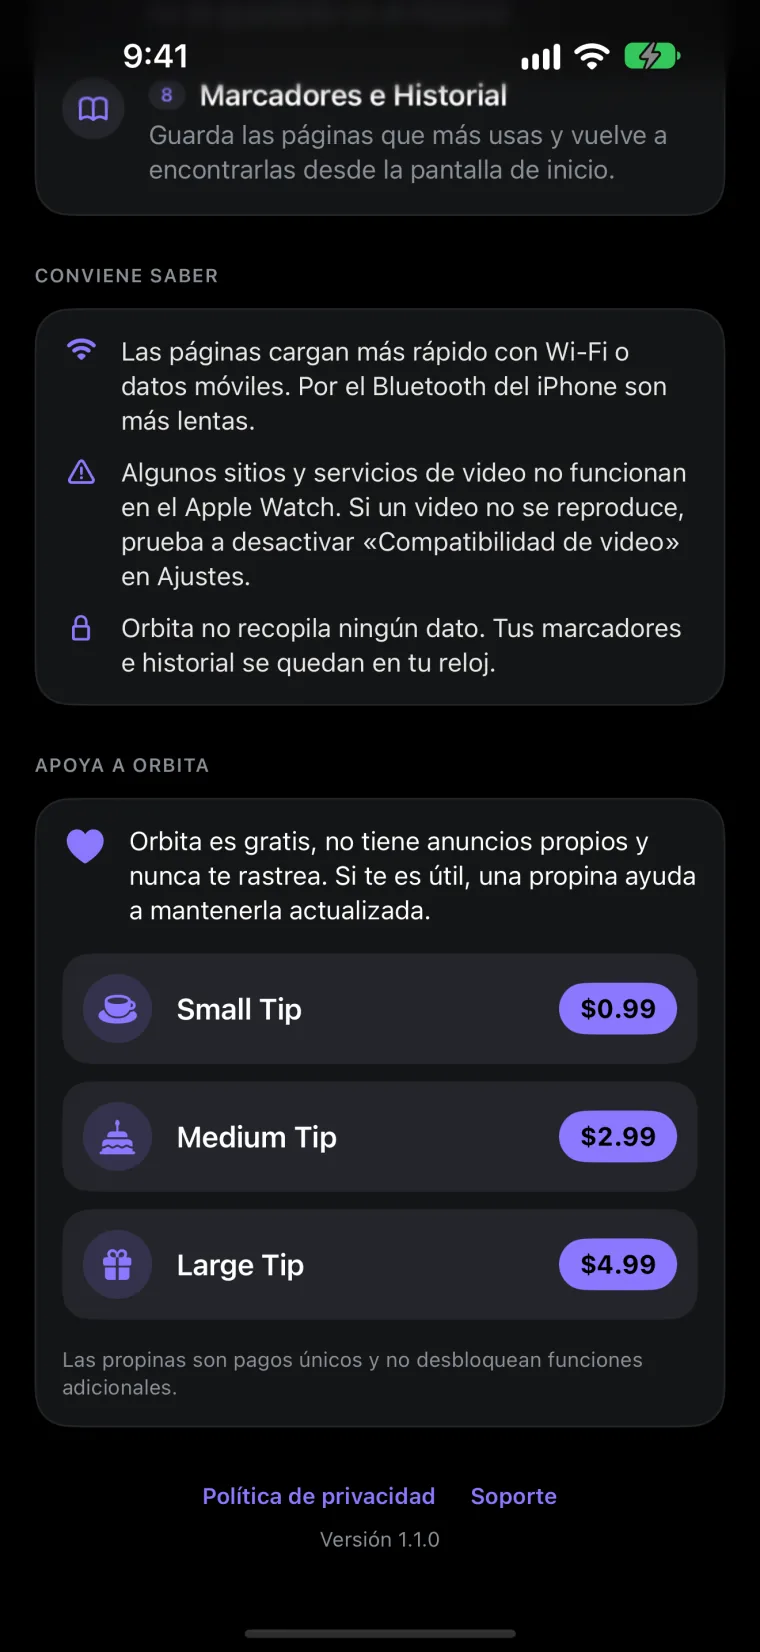 9:41
8 Marcadores e Historial
Guarda las páginas que más usas y vuelve a
encontrarlas desde la pantalla de inicio.
CONVIENE SABER
Las páginas cargan más rápido con Wi-Fi o
datos móviles. Por el Bluetooth del iPhone son
más lentas.
Algunos sitios y servicios de video no funcionan
en el Apple Watch. Si un video no se reproduce,
prueba a desactivar «Compatibilidad de video»
en Ajustes.
Orbita no recopila ningún dato. Tus marcadores
e historial se quedan en tu reloj.
APOYA A ORBITA
Orbita es gratis, no tiene anuncios propios y
nunca te rastrea. Si te es útil, una propina ayuda
a mantenerla actualizada.
Small Tip $0.99
Medium Tip $2.99
Large Tip $4.99
Las propinas son pagos únicos y no desbloquean funciones
adicionales.
Política de privacidad Soporte
Versión 1.1.0